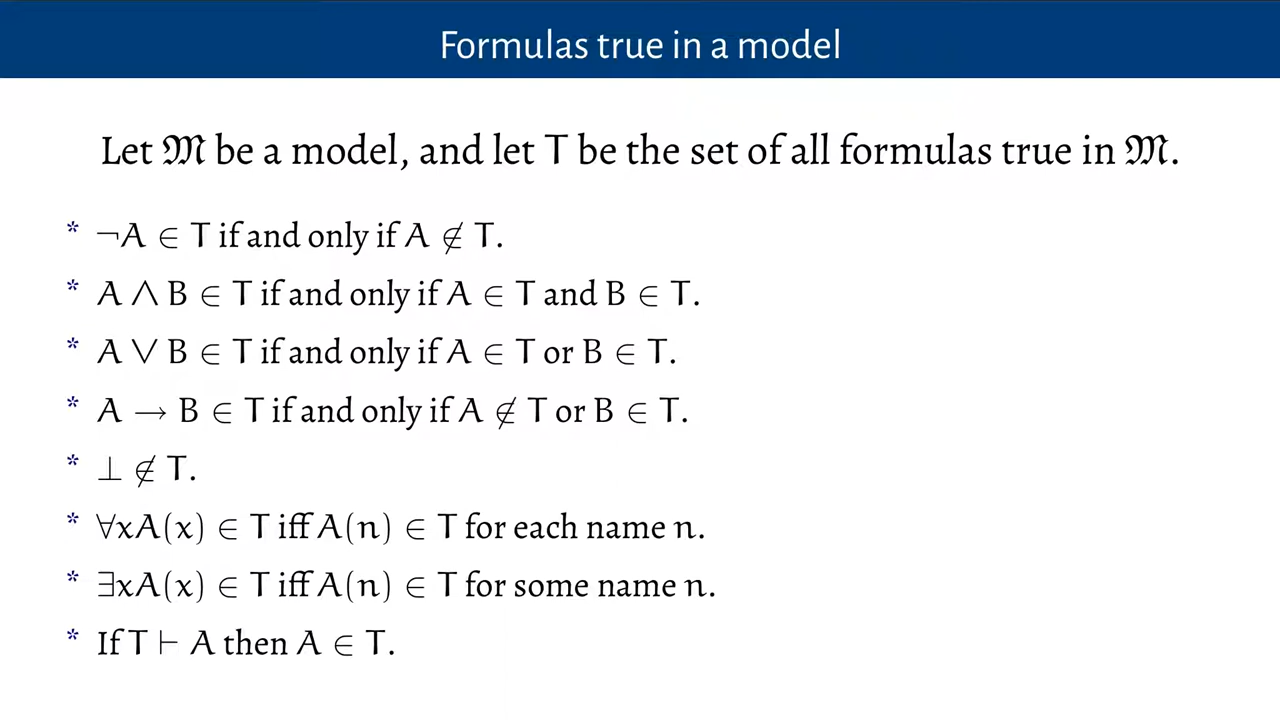 Formulas true in a model
Let 𝔐 be a model, and let T be the set of all formulas true in 𝔐.
* ¬A ∈ T if and only if A ∉ T.
* A ∧ B ∈ T if and only if A ∈ T and B ∈ T.
* A ∨ B ∈ T if and only if A ∈ T or B ∈ T.
* A → B ∈ T if and only if A ∉ T or B ∈ T.
* ⊥ ∉ T.
* ∀xA(x) ∈ T iff A(n) ∈ T for each name n.
* ∃xA(x) ∈ T iff A(n) ∈ T for some name n.
* If T ⊢ A then A ∈ T.